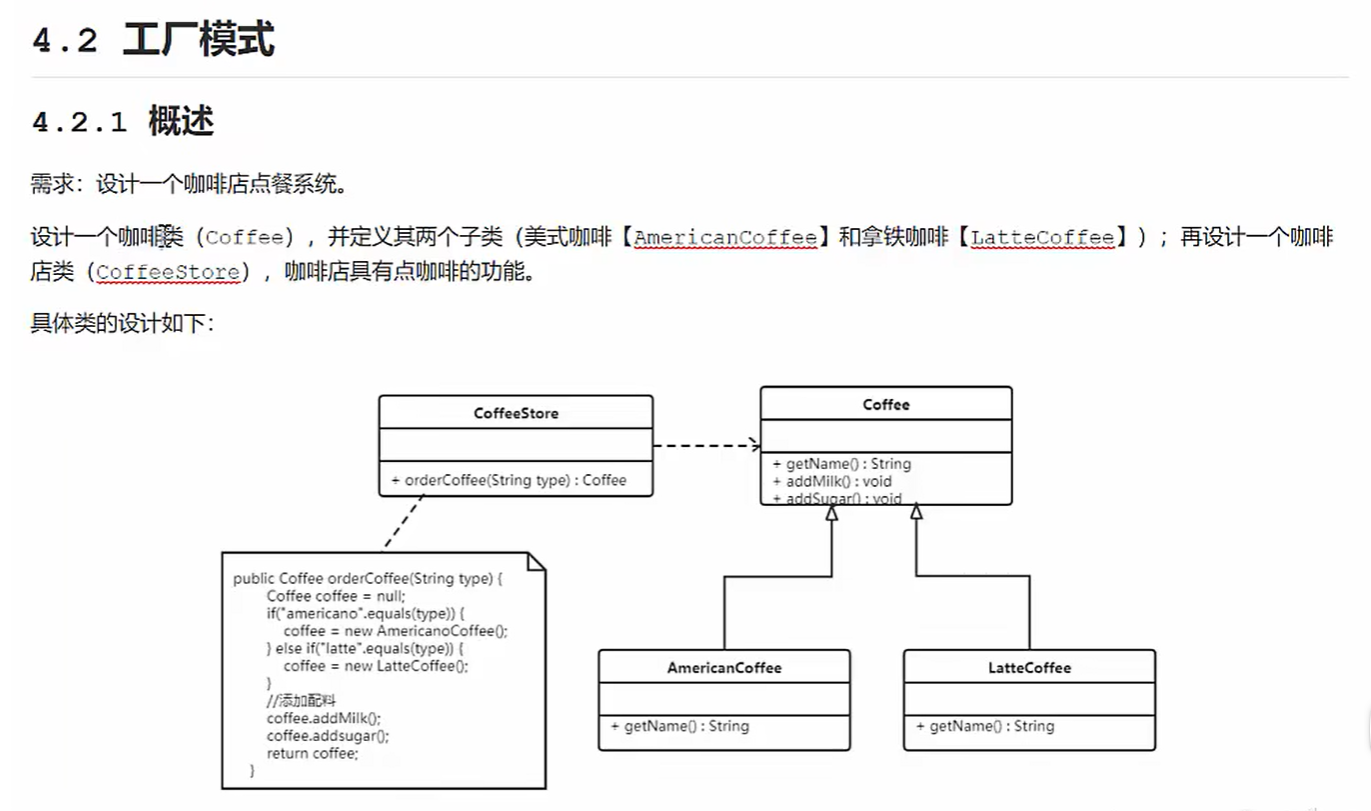 4.2 工厂模式
4.2.1 概述
需求：设计一个咖啡店点餐系统。
设计一个咖啡类（Coffee），并定义其两个子类（美式咖啡【AmericanCoffee】和拿铁咖啡【LatteCoffee】）；再设计一个咖啡
店类（CoffeeStore），咖啡店具有点咖啡的功能。
具体类的设计如下：
CoffeeStore
+ orderCoffee(String type) : Coffee
Coffee
+ getName() : String
+ addMilk() : void
+ addSugar() : void
public Coffee orderCoffee(String type) {
Coffee coffee = null;
if("americano".equals(type)) {
coffee = new AmericanoCoffee();
} else if("latte".equals(type)) {
coffee = new LatteCoffee();
}
//添加配料
coffee.addMilk();
coffee.addsugar();
return coffee;
}
AmericanCoffee
+ getName() : String
LatteCoffee
+ getName() : String